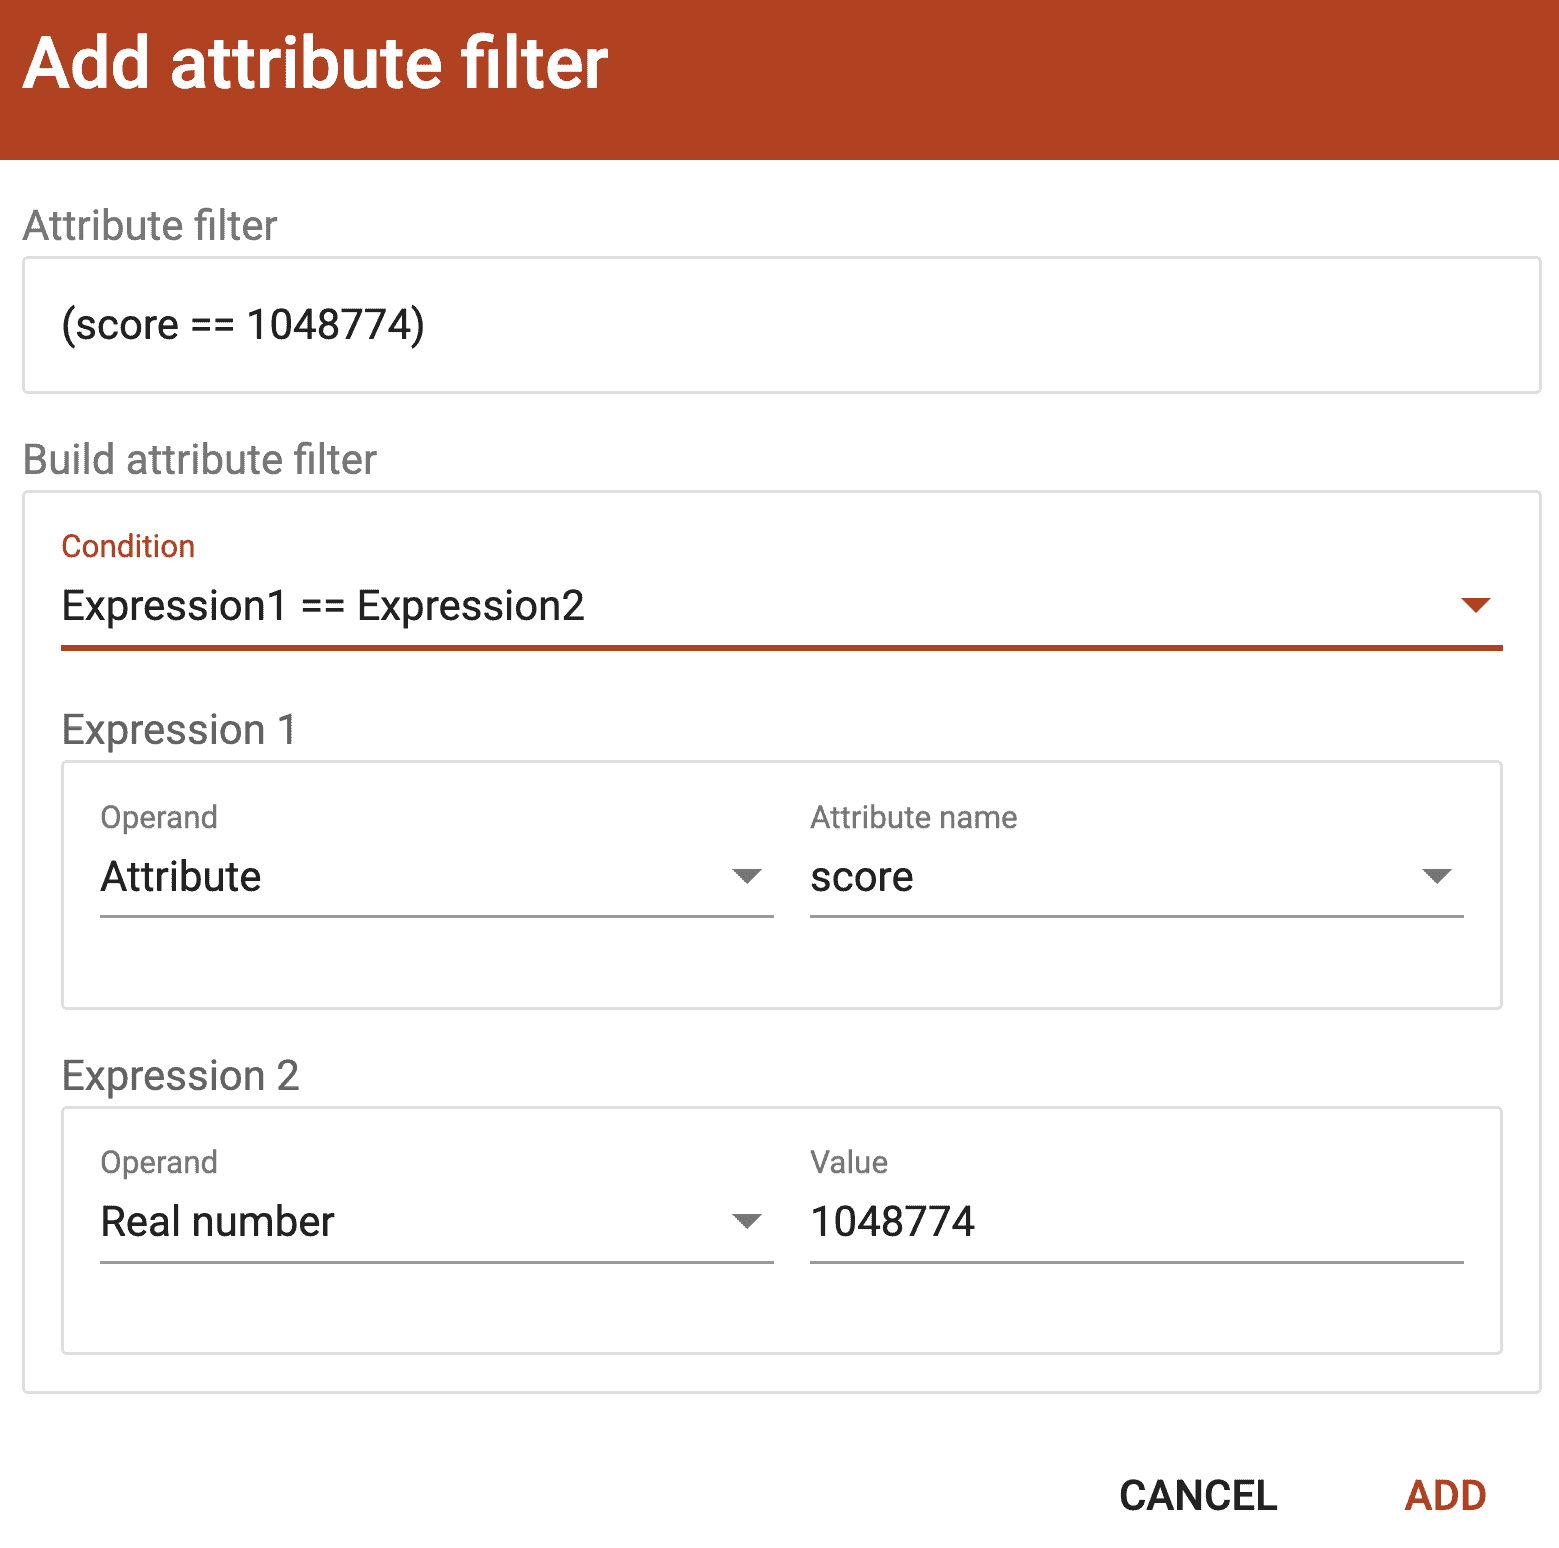 Add attribute filter
Attribute filter
(score == 1048774)
Build attribute filter
Condition
Expression1 == Expression2
Expression 1
Operand
Attribute name
Attribute
score
Expression 2
Operand
Value
Real number
1048774
CANCEL
ADD